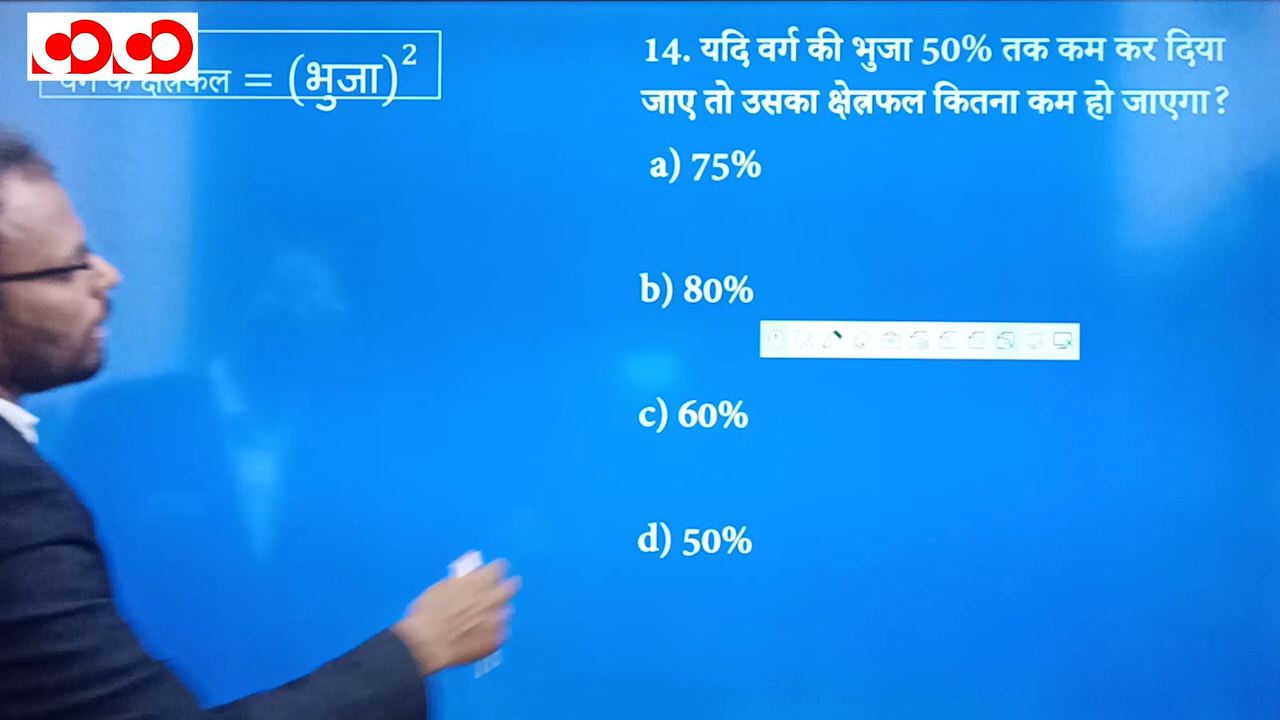 वर्ग के क्षेत्रफल = (भुजा)²
14. यदि वर्ग की भुजा 50% तक कम कर दिया
जाए तो उसका क्षेत्रफल कितना कम हो जाएगा?
a) 75%
b) 80%
c) 60%
d) 50%